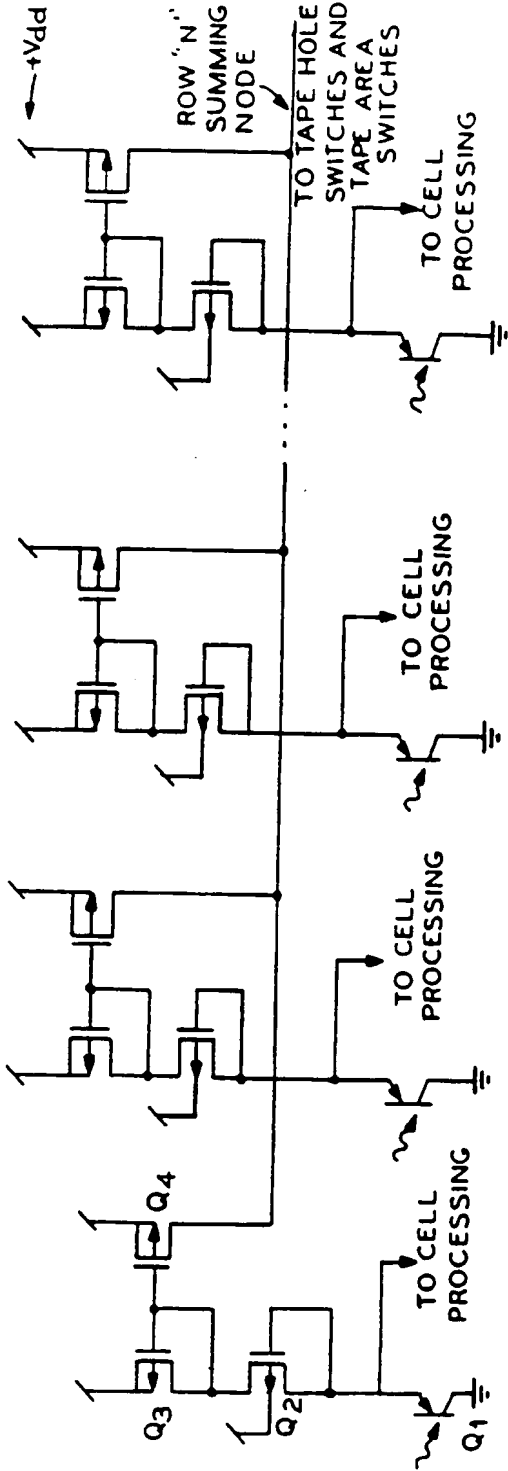 +Vdd
ROW "N"
SUMMING
NODE
TO TAPE HOLE
SWITCHES AND
TAPE AREA
SWITCHES
Q4
Q3
Q2
Q1
TO CELL
PROCESSING
TO CELL
PROCESSING
TO CELL
PROCESSING
TO CELL
PROCESSING